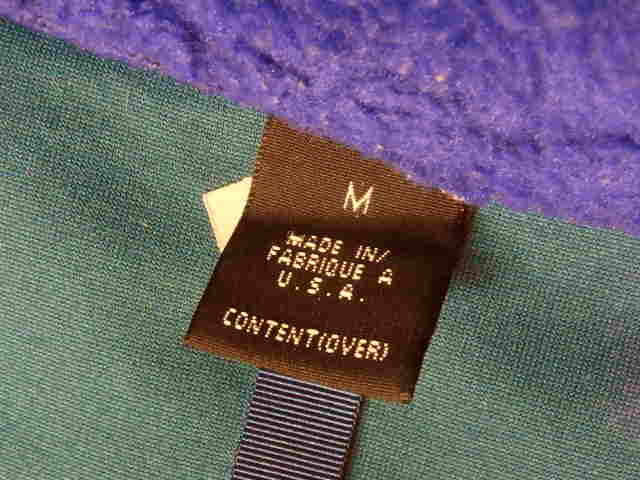 M
MADE IN/
FABRIQUE A
U.S.A.
CONTENT(OVER)